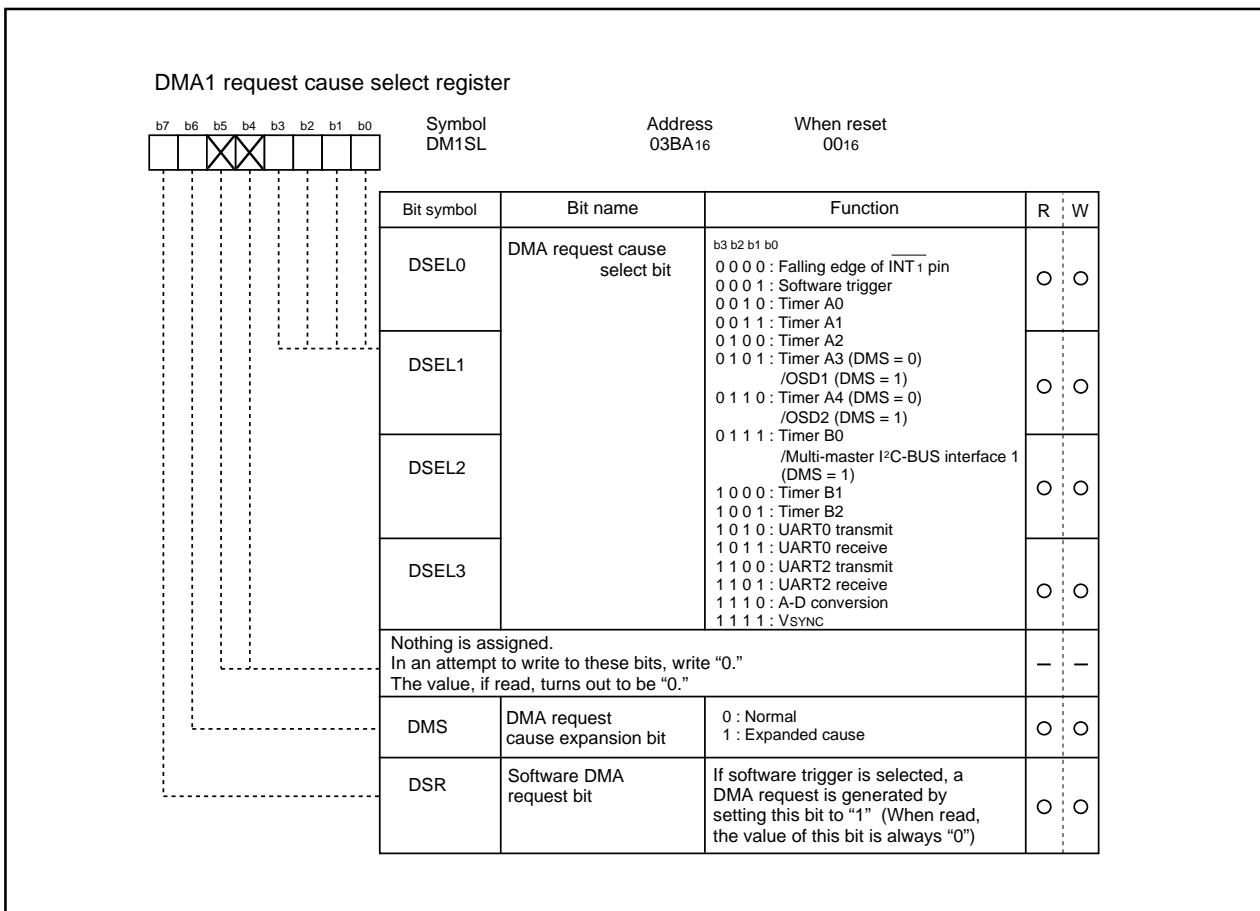 DMA1 request cause select register
b7 b6 b5 b4 b3 b2 b1 b0
Symbol Address When reset
DM1SL 03BA16 0016
Bit symbol Bit name Function R W
DSEL0
DSEL1
DSEL2
DSEL3
DMA request cause
select bit
b3 b2 b1 b0
0 0 0 0 : Falling edge of INT1 pin
0 0 0 1 : Software trigger
0 0 1 0 : Timer A0
0 0 1 1 : Timer A1
0 1 0 0 : Timer A2
0 1 0 1 : Timer A3 (DMS = 0)
/OSD1 (DMS = 1)
0 1 1 0 : Timer A4 (DMS = 0)
/OSD2 (DMS = 1)
0 1 1 1 : Timer B0
/Multi-master I²C-BUS interface 1
(DMS = 1)
1 0 0 0 : Timer B1
1 0 0 1 : Timer B2
1 0 1 0 : UART0 transmit
1 0 1 1 : UART0 receive
1 1 0 0 : UART2 transmit
1 1 0 1 : UART2 receive
1 1 1 0 : A-D conversion
1 1 1 1 : VSYNC
Nothing is assigned.
In an attempt to write to these bits, write “0.”
The value, if read, turns out to be “0.”
– –
DMS
DMA request
cause expansion bit
0 : Normal
1 : Expanded cause
DSR
Software DMA
request bit
If software trigger is selected, a
DMA request is generated by
setting this bit to “1” (When read,
the value of this bit is always “0”)